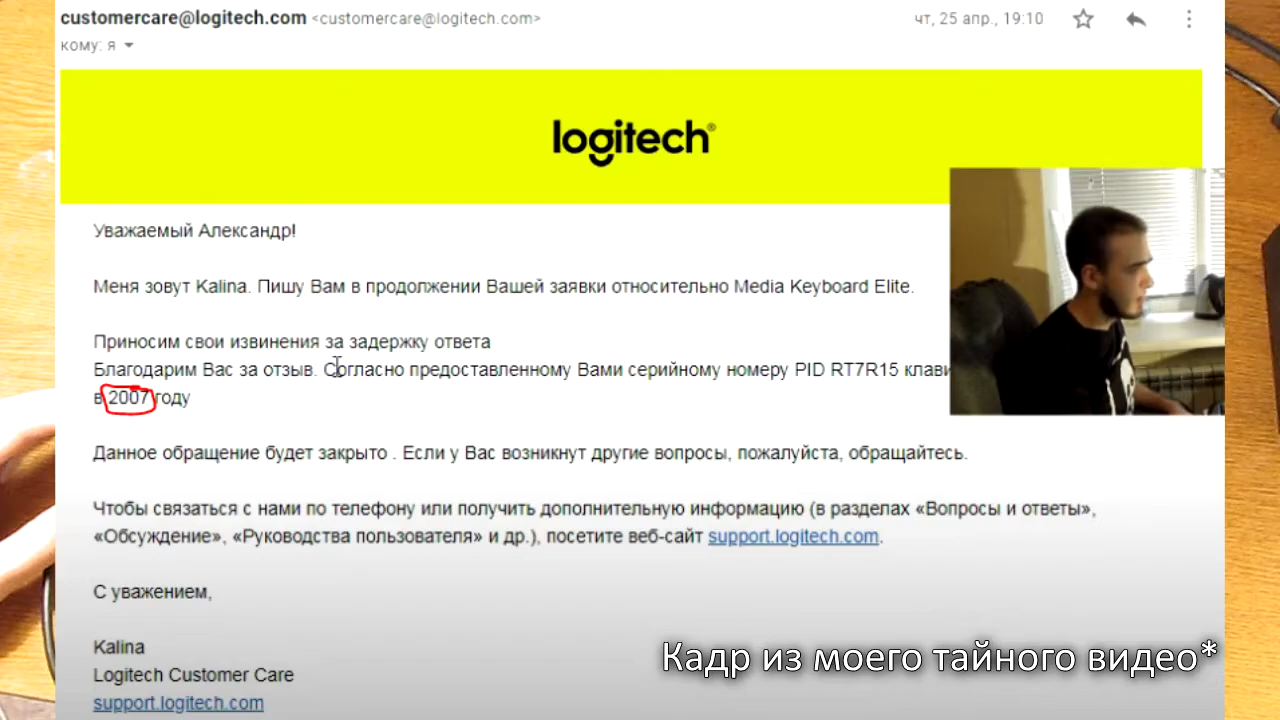 customercare@logitech.com <customercare@logitech.com>
чт, 25 апр., 19:10
кому: я
logitech®
Уважаемый Александр!
Меня зовут Kalina. Пишу Вам в продолжении Вашей заявки относительно Media Keyboard Elite.
Приносим свои извинения за задержку ответа
Благодарим Вас за отзыв. Согласно предоставленному Вами серийному номеру PID RT7R15
в 2007 году
Данное обращение будет закрыто . Если у Вас возникнут другие вопросы, пожалуйста, обращайтесь.
Чтобы связаться с нами по телефону или получить дополнительную информацию (в разделах «Вопросы и ответы»,
«Обсуждение», «Руководства пользователя» и др.), посетите веб-сайт support.logitech.com.
С уважением,
Kalina
Logitech Customer Care
support.logitech.com
Кадр из моего тайного видео*